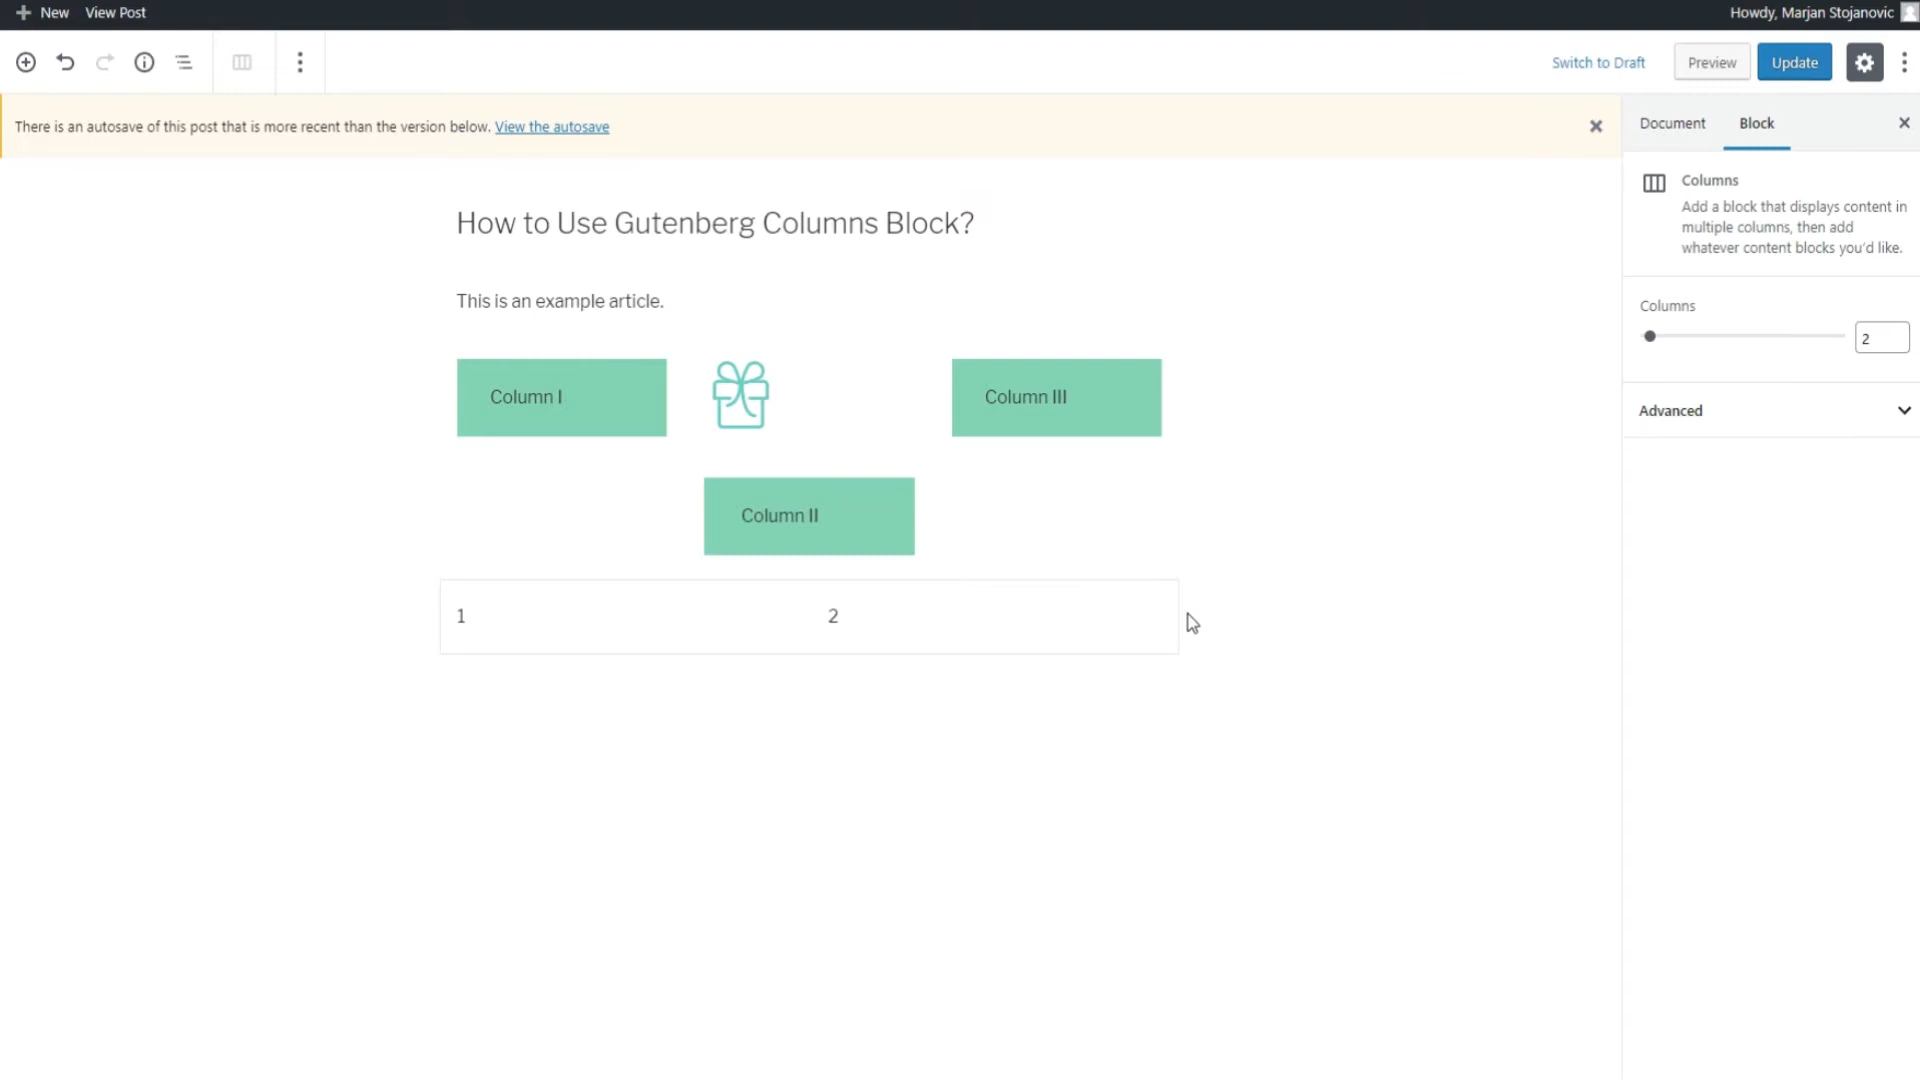 New View Post
Howdy, Marjan Stojanovic
Switch to Draft
Preview
Update
There is an autosave of this post that is more recent than the version below. View the autosave
Document
Block
Columns
Add a block that displays content in
multiple columns, then add
whatever content blocks you'd like.
Columns
2
Advanced
How to Use Gutenberg Columns Block?
This is an example article.
Column I
Column III
Column II
1
2